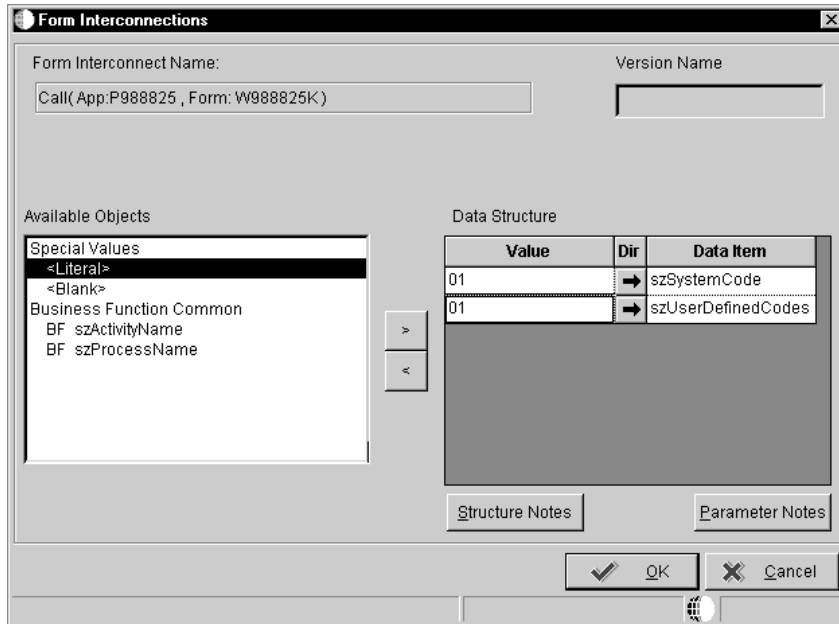 Form Interconnections
Form Interconnect Name:
Version Name
Call( App:P988825 , Form: W988825K )
Available Objects
Special Values
<Literal>
<Blank>
Business Function Common
BF szActivityName
BF szProcessName
>
<
Data Structure
Value Dir Data Item
01 szSystemCode
01 szUserDefinedCodes
Structure Notes
Parameter Notes
OK
Cancel